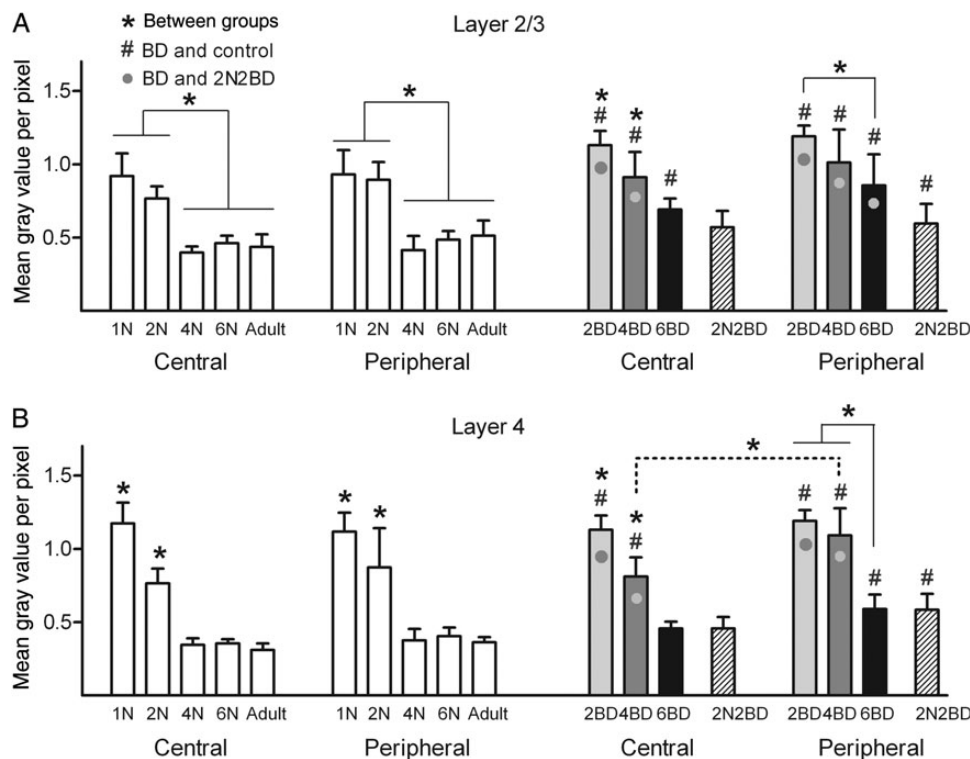 A
* Between groups
# BD and control
BD and 2N2BD
Layer 2/3
Mean gray value per pixel
1.5
1.0
0.5
*
*
*
#
*
#
#
*
#
#
#
#
1N 2N 4N 6N Adult
1N 2N 4N 6N Adult
2BD 4BD 6BD 2N2BD
2BD 4BD 6BD 2N2BD
Central
Peripheral
Central
Peripheral
B
Layer 4
Mean gray value per pixel
1.5
1.0
0.5
*
*
*
*
*
#
*
#
*
*
#
#
#
#
1N 2N 4N 6N Adult
1N 2N 4N 6N Adult
2BD 4BD 6BD 2N2BD
2BD 4BD 6BD 2N2BD
Central
Peripheral
Central
Peripheral